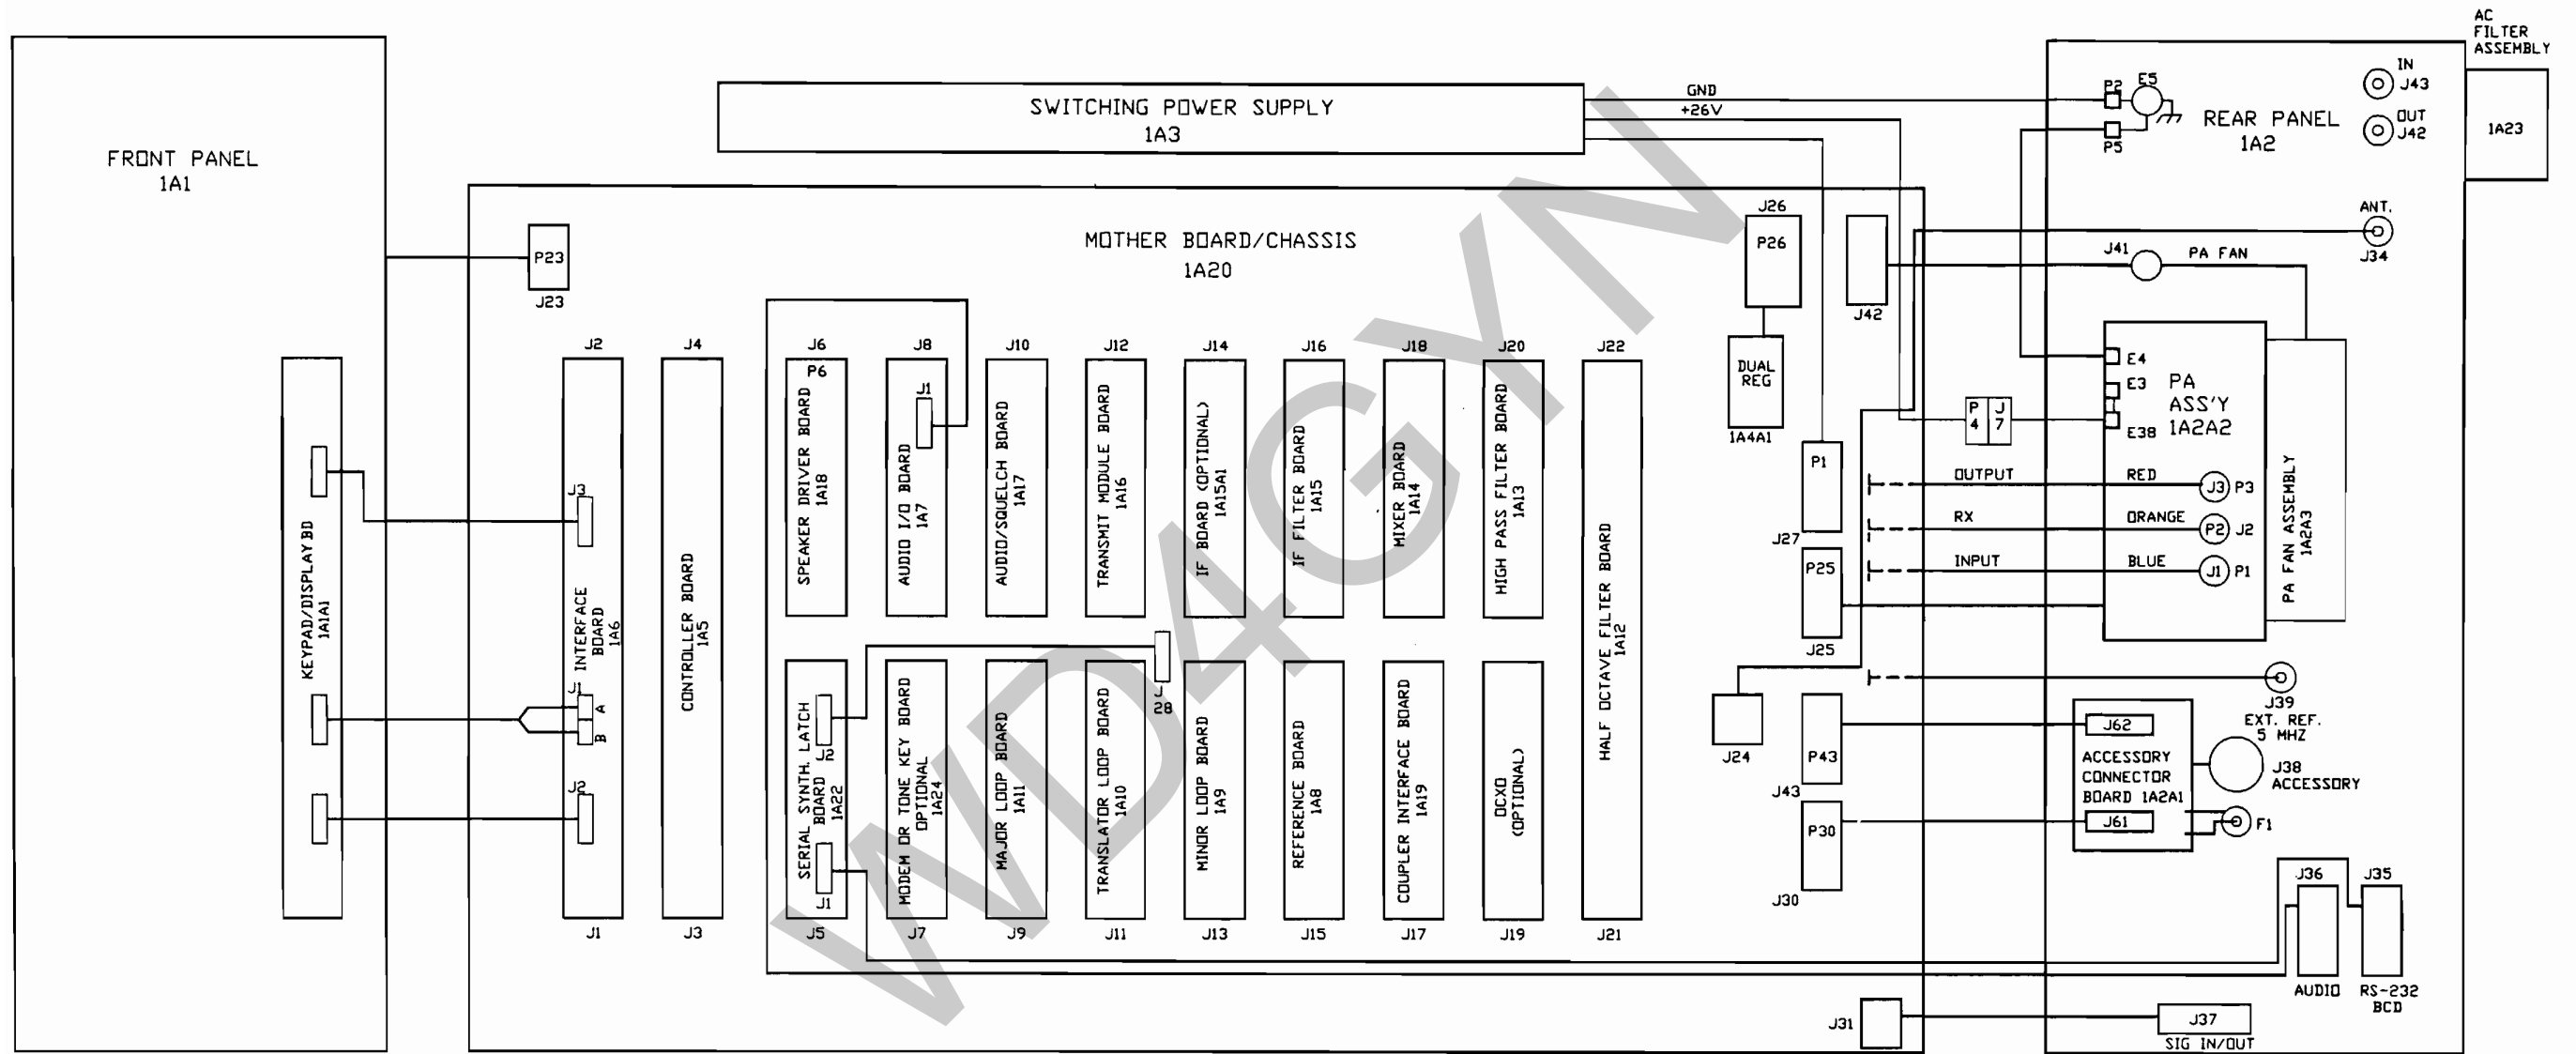 AC
FILTER
ASSEMBLY
1A23
FRONT PANEL
1A1
SWITCHING POWER SUPPLY
1A3
GND
+26V
P2
E5
P5
REAR PANEL
1A2
IN
J43
OUT
J42
ANT.
J34
MOTHER BOARD/CHASSIS
1A20
P23
J23
J26
P26
J42
J41
PA FAN
DUAL
REG
1A4A1
KEYPAD/DISPLAY BD
1A1A1
J2
J3
INTERFACE
BOARD
1A6
J1
A
B
J2
J1
J4
CONTROLLER BOARD
1A5
J3
J6
P6
SPEAKER DRIVER BOARD
1A18
J8
J1
AUDIO I/O BOARD
1A7
J10
AUDIO/SQUELCH BOARD
1A17
J12
TRANSMIT MODULE BOARD
1A16
J14
IF BOARD (OPTIONAL)
1A15A1
J16
IF FILTER BOARD
1A15
J18
MIXER BOARD
1A14
J20
HIGH PASS FILTER BOARD
1A13
J22
HALF OCTAVE FILTER BOARD
1A12
J21
SERIAL SYNTH. LATCH
BOARD
1A22
J2
J1
J5
MODEM OR TONE KEY BOARD
OPTIONAL
1A24
J7
MAJOR LOOP BOARD
1A11
J9
TRANSLATOR LOOP BOARD
1A10
J11
J
28
MINOR LOOP BOARD
1A9
J13
REFERENCE BOARD
1A8
J15
COUPLER INTERFACE BOARD
1A19
J17
OCXO
(OPTIONAL)
J19
P1
J27
P25
J25
J24
P43
J43
P30
J30
J31
P
4
J
7
E4
E3
E38
PA
ASS'Y
1A2A2
OUTPUT
RED
J3
P3
RX
ORANGE
P2
J2
INPUT
BLUE
J1
P1
PA FAN ASSEMBLY
1A2A3
J39
EXT. REF.
5 MHZ
J62
ACCESSORY
CONNECTOR
BOARD 1A2A1
J61
J38
ACCESSORY
F1
J36
AUDIO
J35
RS-232
BCD
J37
SIG IN/OUT
WD4GYN